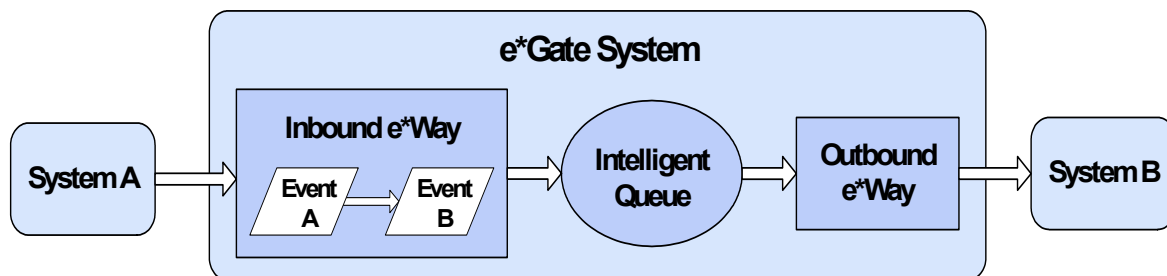 e*Gate System
Inbound e*Way
System A
Event
A
Event
B
Intelligent
Queue
Outbound
e*Way
System B